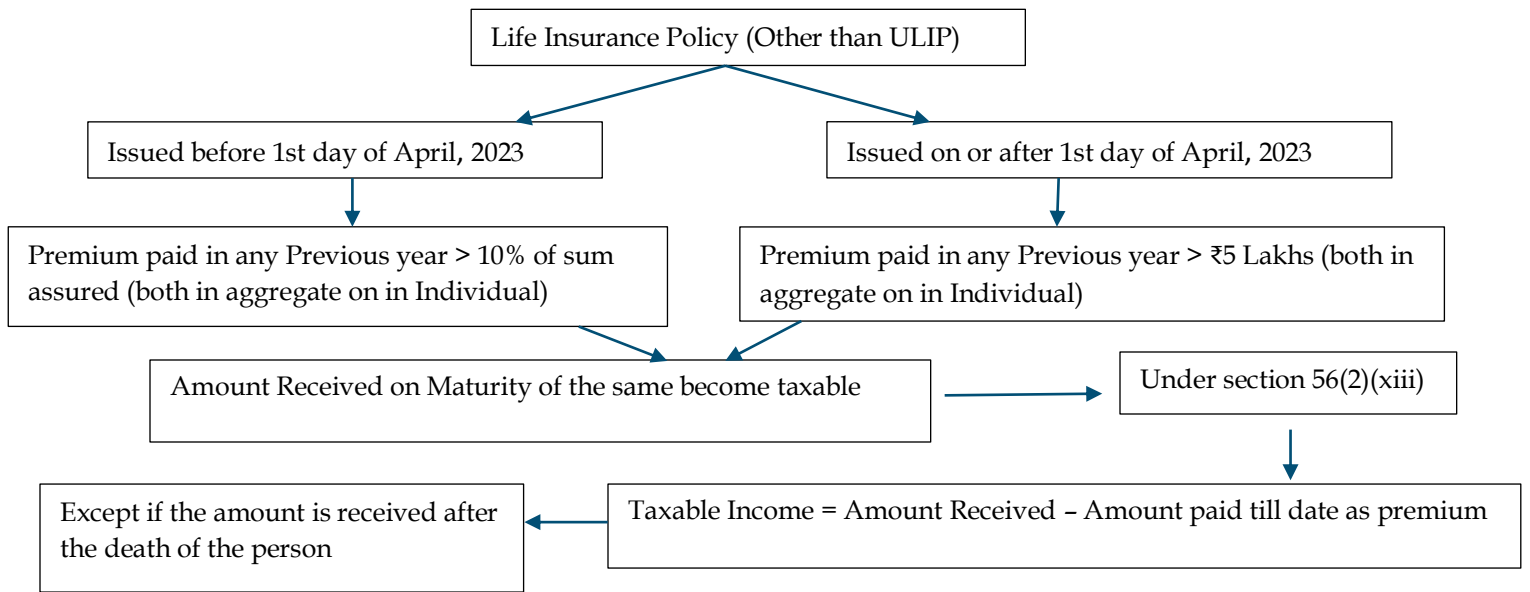 Life Insurance Policy (Other than ULIP)
Issued before 1st day of April, 2023
Issued on or after 1st day of April, 2023
Premium paid in any Previous year > 10% of sum
assured (both in aggregate on in Individual)
Premium paid in any Previous year > ₹5 Lakhs (both in
aggregate on in Individual)
Amount Received on Maturity of the same become taxable
Under section 56(2)(xiii)
Except if the amount is received after
the death of the person
Taxable Income = Amount Received – Amount paid till date as premium